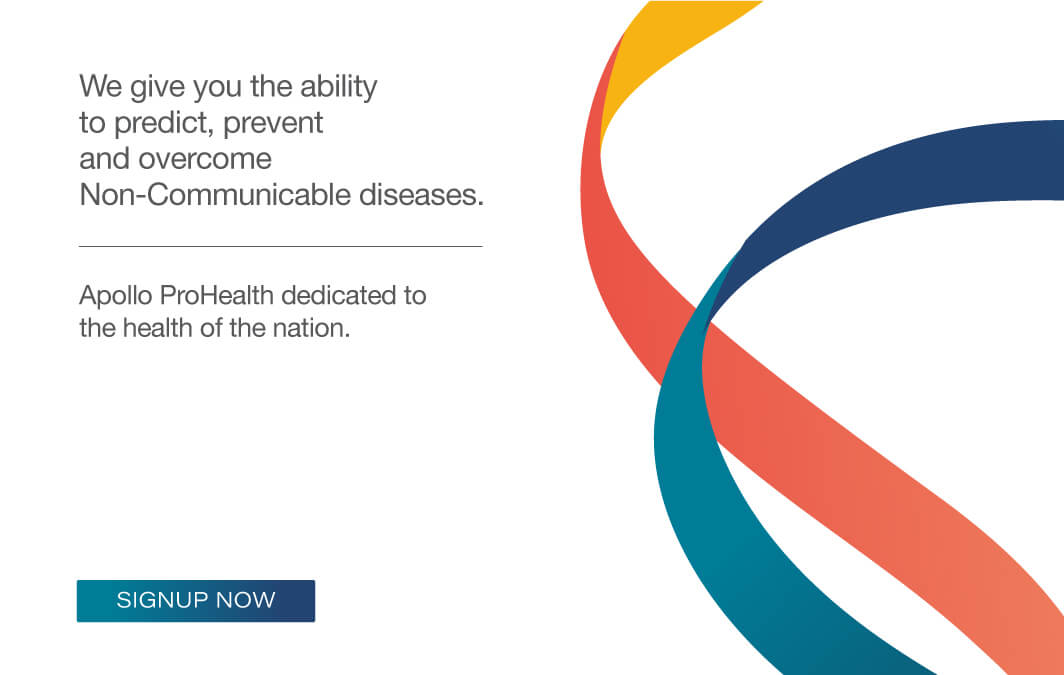 We give you the ability
to predict, prevent
and overcome
Non-Communicable diseases.
Apollo ProHealth dedicated to
the health of the nation.
SIGNUP NOW